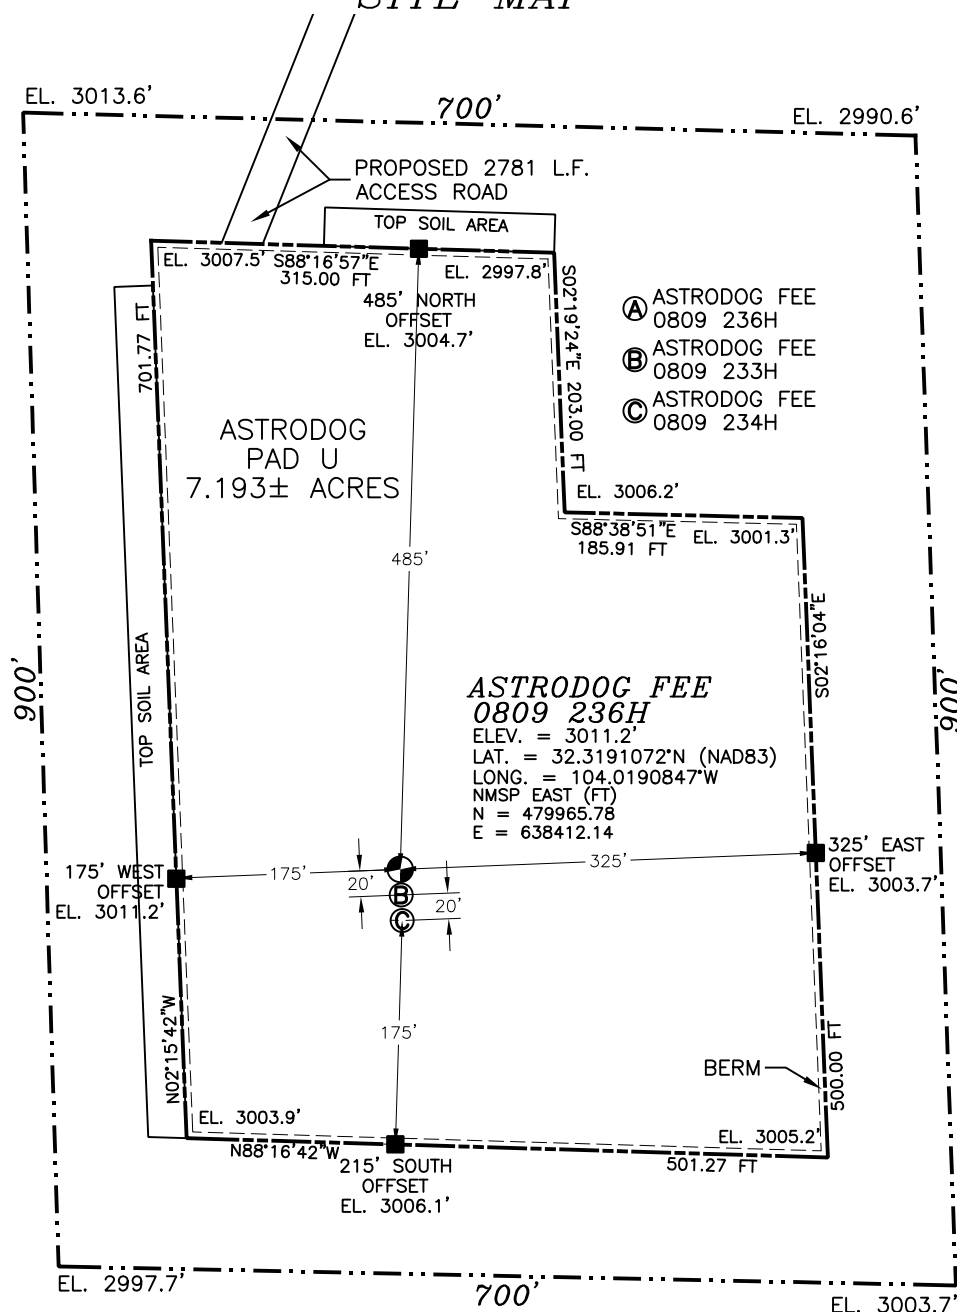 SITE MAP
EL. 3013.6'
700'
EL. 2990.6'
PROPOSED 2781 L.F.
ACCESS ROAD
TOP SOIL AREA
EL. 3007.5'
S88°16'57"E
315.00 FT
EL. 2997.8'
485' NORTH
OFFSET
EL. 3004.7'
S02°19'24"E 203.00 FT
A ASTRODOG FEE
0809 236H
B ASTRODOG FEE
0809 233H
C ASTRODOG FEE
0809 234H
701.77 FT
ASTRODOG
PAD U
7.193± ACRES
EL. 3006.2'
S88°38'51"E
185.91 FT
EL. 3001.3'
485'
S02°16'04"E
TOP SOIL AREA
900'
900'
ASTRODOG FEE
0809 236H
ELEV. = 3011.2'
LAT. = 32.3191072°N (NAD83)
LONG. = 104.0190847°W
NMSP EAST (FT)
N = 479965.78
E = 638412.14
175' WEST
OFFSET
EL. 3011.2'
175'
325'
325' EAST
OFFSET
EL. 3003.7'
20'
B
20'
C
175'
N02°15'42"W
BERM
500.00 FT
EL. 3003.9'
EL. 3005.2'
N88°16'42"W
501.27 FT
215' SOUTH
OFFSET
EL. 3006.1'
EL. 2997.7'
700'
EL. 3003.7'